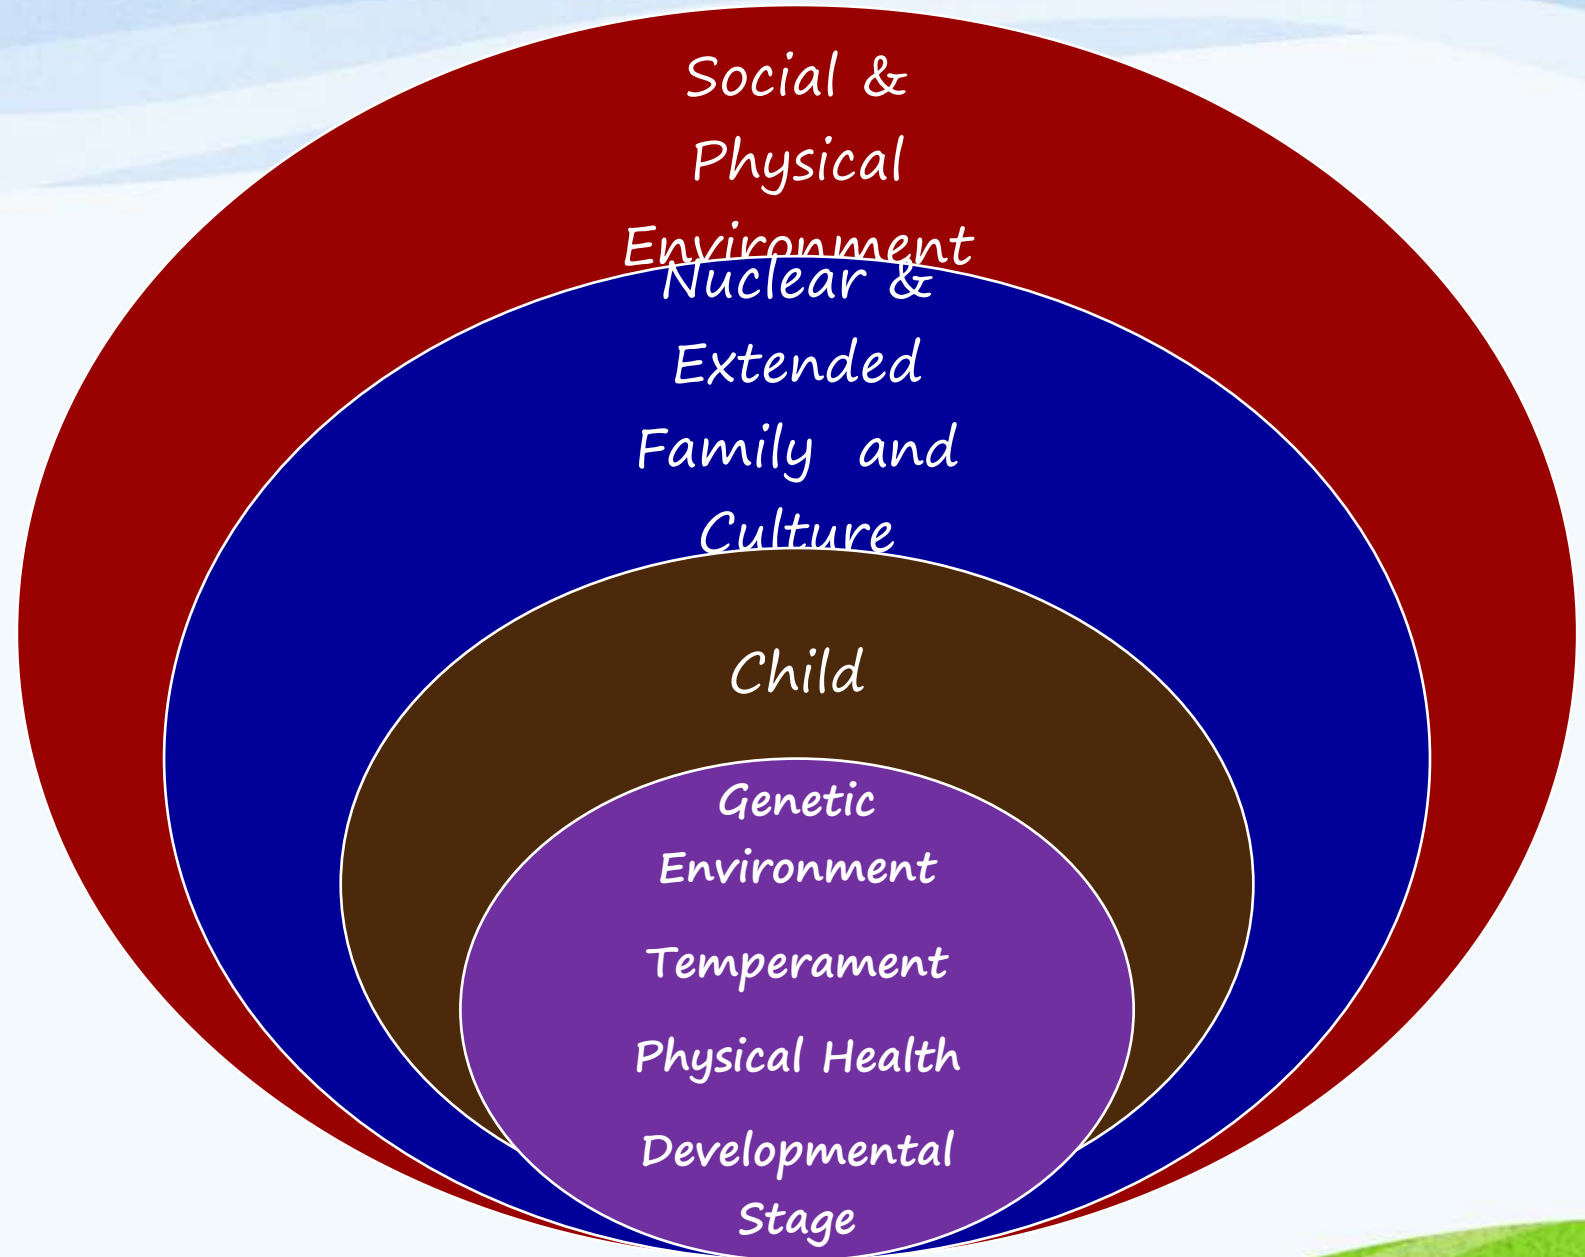 Social &
Physical
Environment
Nuclear &
Extended
Family and
Culture
Child
Genetic
Environment
Temperament
Physical Health
Developmental
Stage